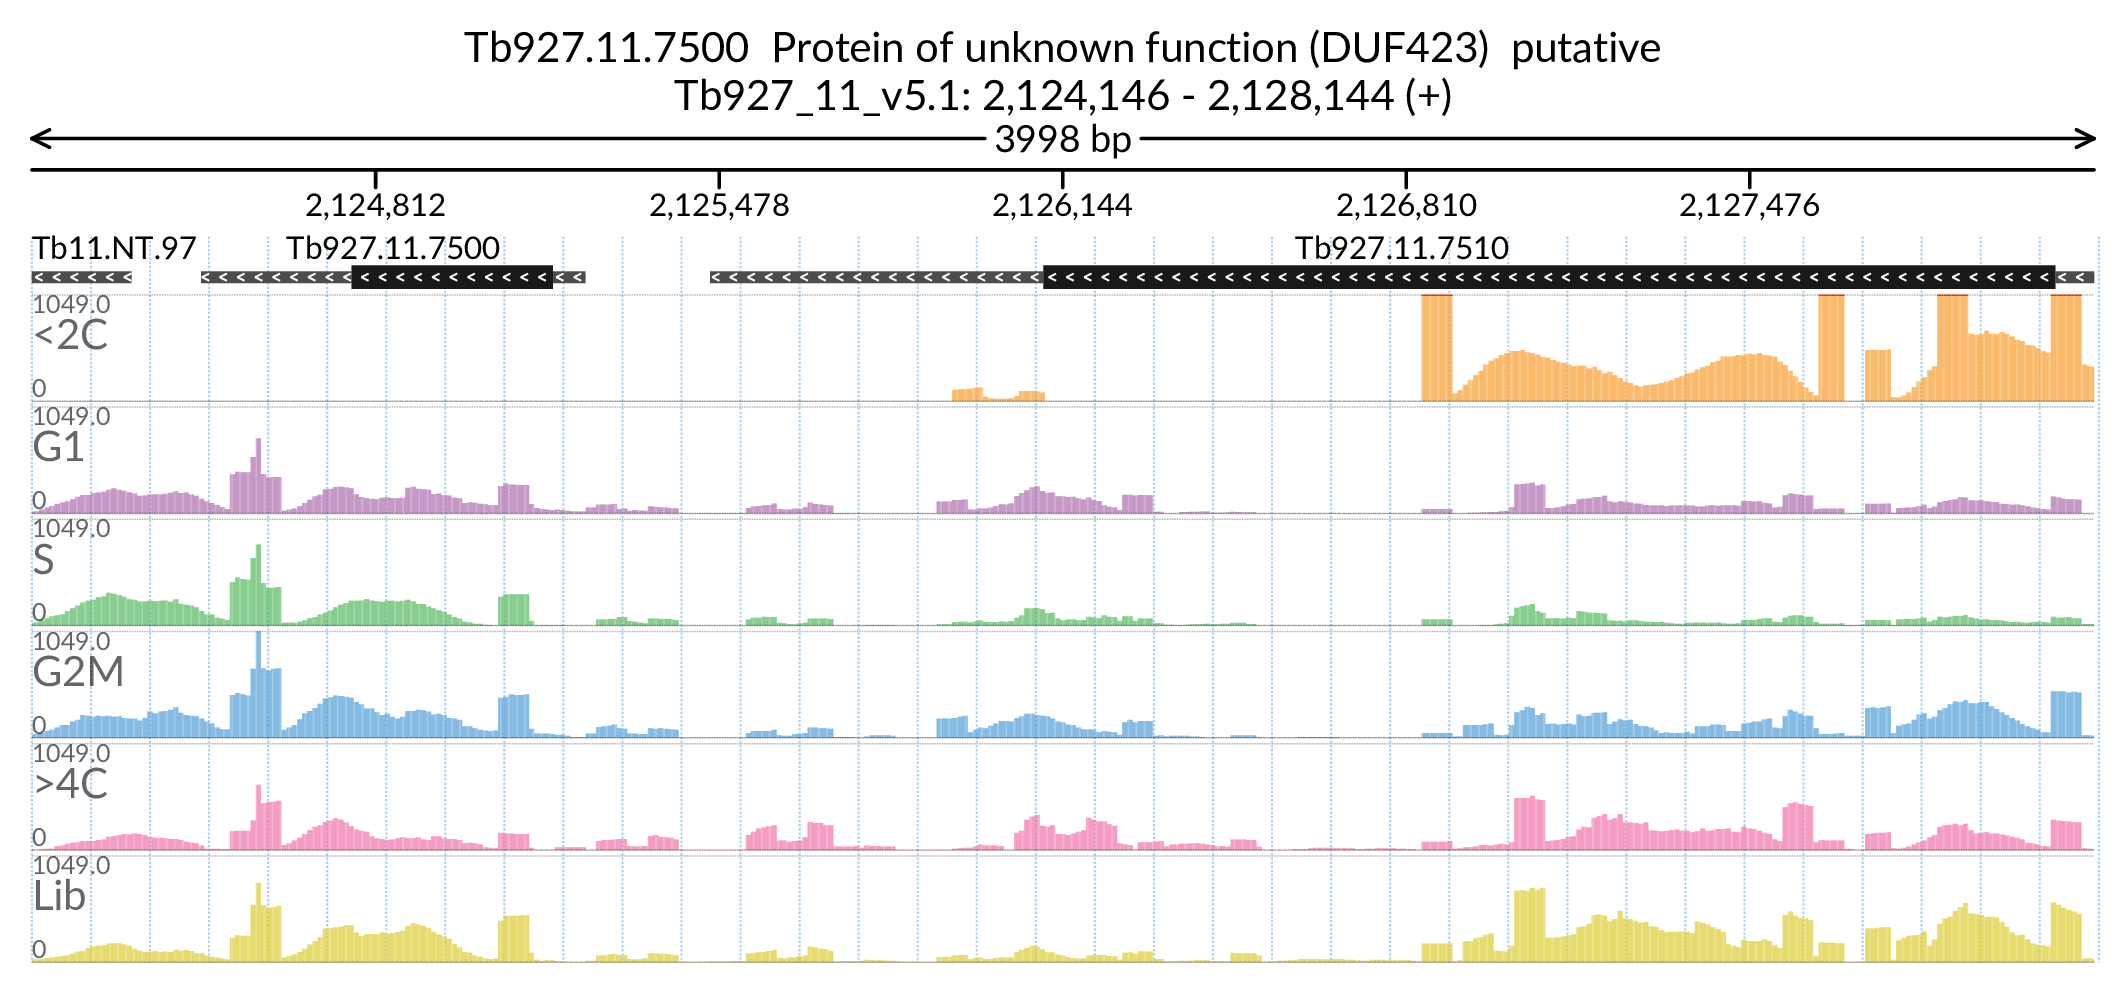 Tb927.11.7500  Protein of unknown function (DUF423)  putative
Tb927_11_v5.1: 2,124,146 - 2,128,144 (+)
3998 bp
2,124,812 2,125,478 2,126,144 2,126,810 2,127,476
Tb11.NT.97 Tb927.11.7500 Tb927.11.7510
1049.0
<2C
0
1049.0
G1
0
1049.0
S
0
1049.0
G2M
0
1049.0
>4C
0
1049.0
Lib
0